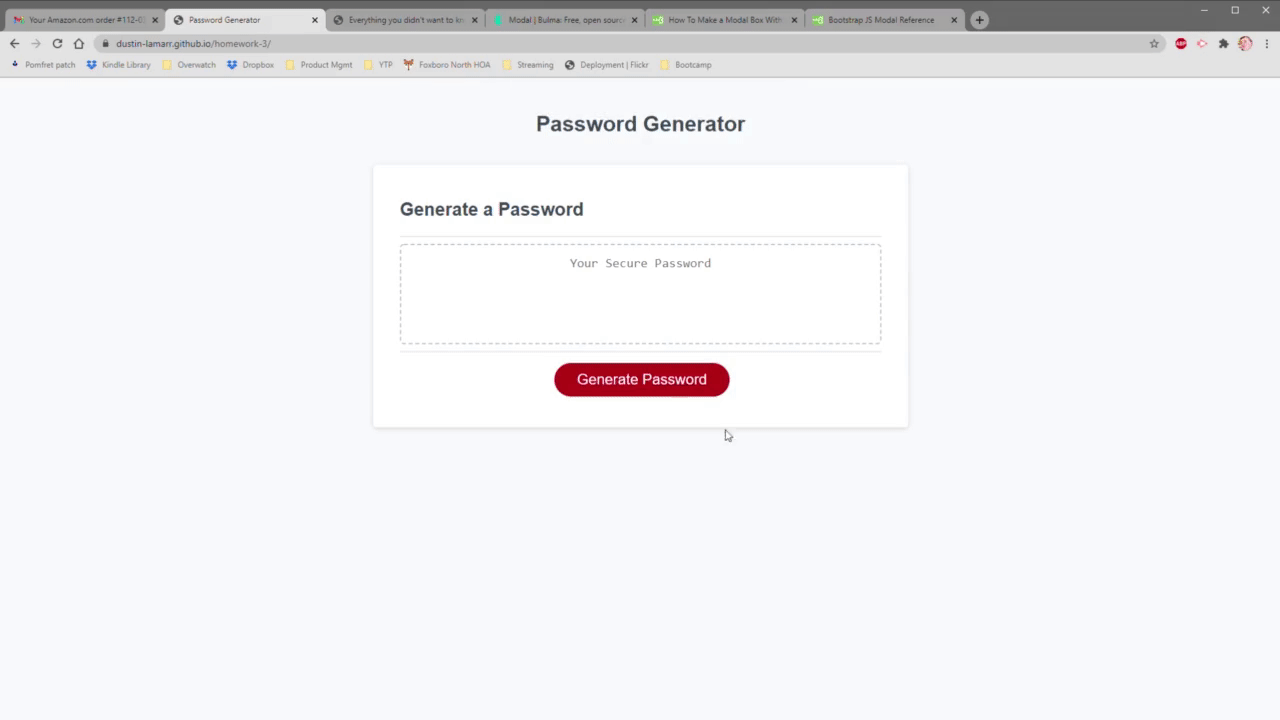 Your Amazon.com order #112-0
Password Generator
Everything you didn't want to kn
Modal | Bulma: Free, open sourc
How To Make a Modal Box With
Bootstrap JS Modal Reference
dustin-lamarr.github.io/homework-3/
ABP
Pomfret patch
Kindle Library
Overwatch
Dropbox
Product Mgmt
YTP
Foxboro North HOA
Streaming
Deployment | Flickr
Bootcamp
Password Generator
Generate a Password
Your Secure Password
Generate Password